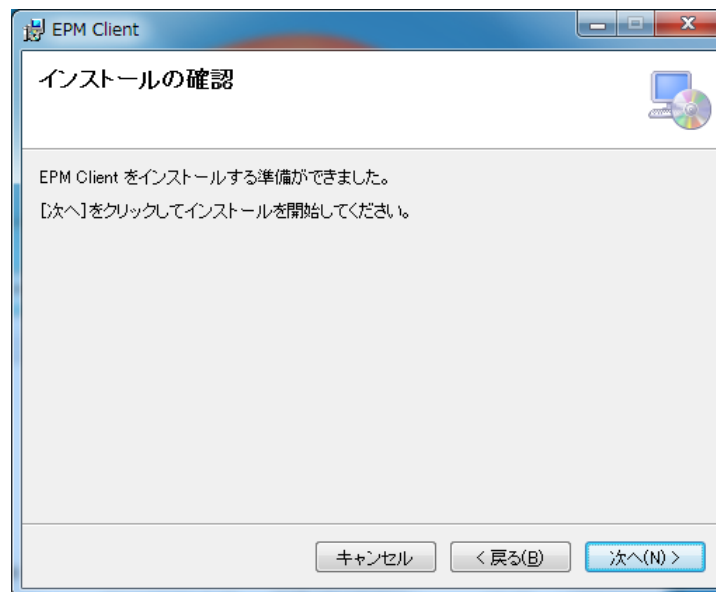 EPM Client
インストールの確認
EPM Client をインストールする準備ができました。
[次へ]をクリックしてインストールを開始してください。
キャンセル
< 戻る(B)
次へ(N) >